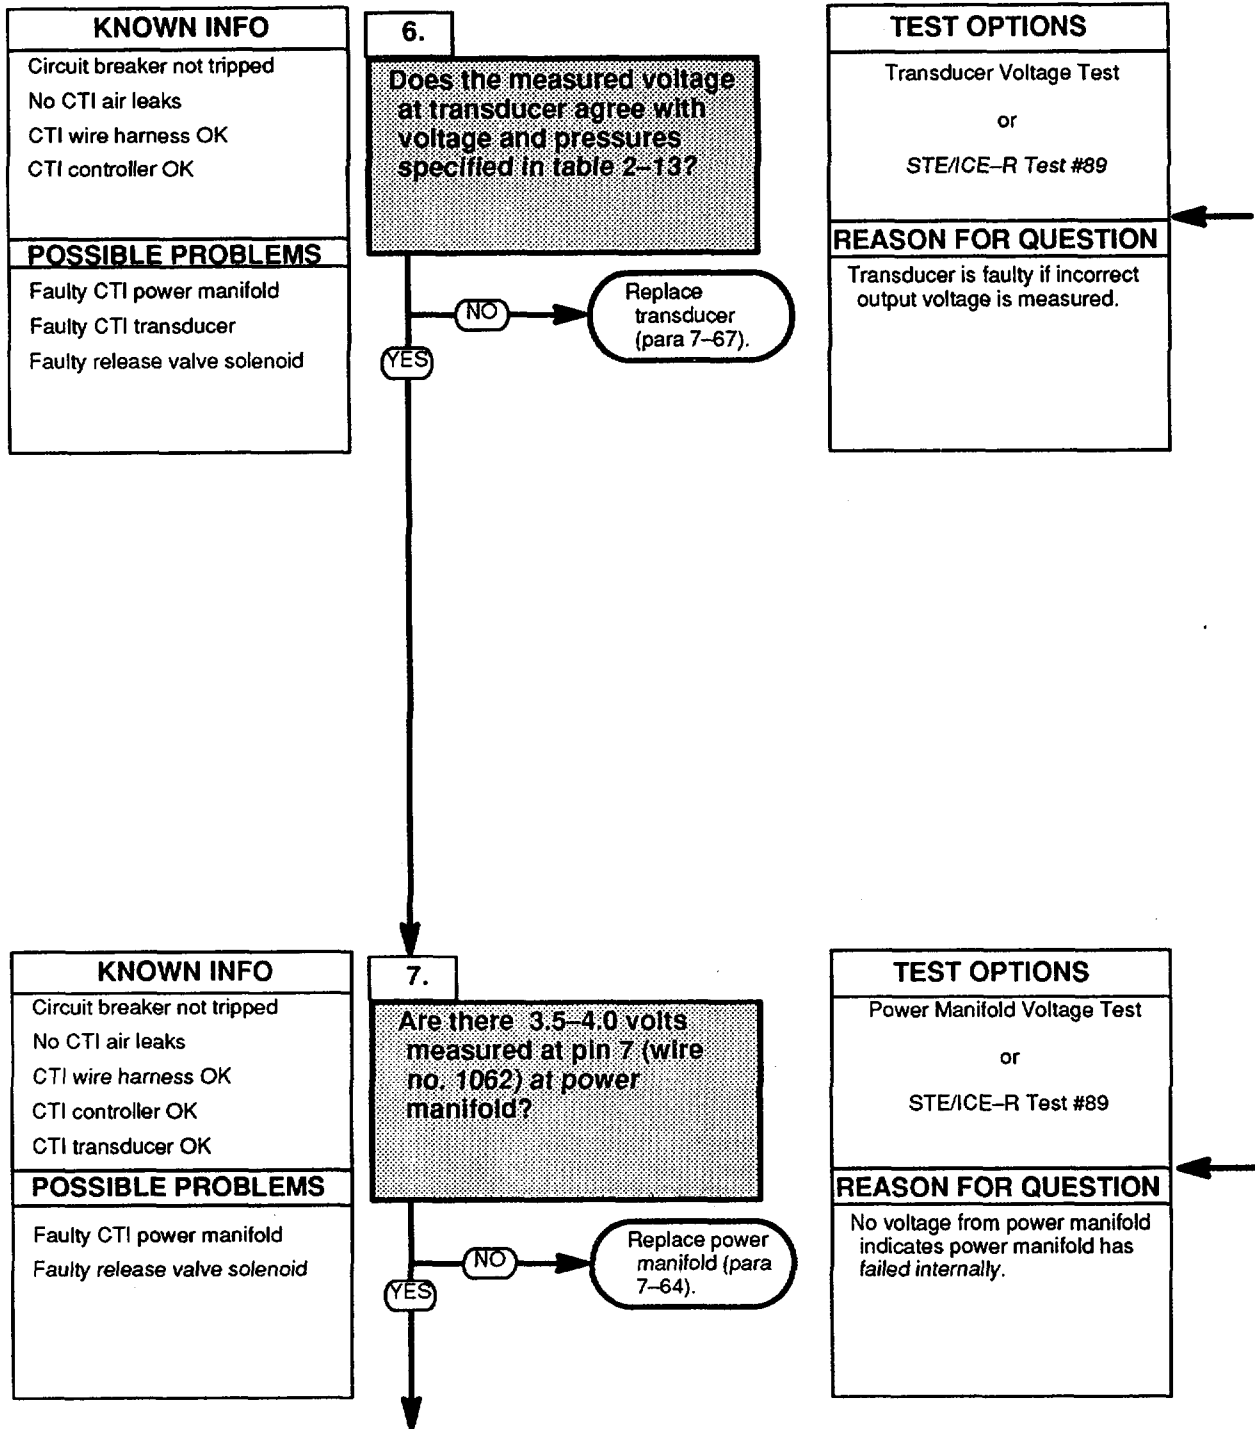 KNOWN INFO
Circuit breaker not tripped
No CTI air leaks
CTI wire harness OK
CTI controller OK
POSSIBLE PROBLEMS
Faulty CTI power manifold
Faulty CTI transducer
Faulty release valve solenoid
6.
Does the measured voltage
at transducer agree with
voltage and pressures
specified in table 2–13?
NO
Replace
transducer
(para 7–67).
YES
TEST OPTIONS
Transducer Voltage Test
or
STE/ICE–R Test #89
REASON FOR QUESTION
Transducer is faulty if incorrect
output voltage is measured.
KNOWN INFO
Circuit breaker not tripped
No CTI air leaks
CTI wire harness OK
CTI controller OK
CTI transducer OK
POSSIBLE PROBLEMS
Faulty CTI power manifold
Faulty release valve solenoid
7.
Are there 3.5–4.0 volts
measured at pin 7 (wire
no. 1062) at power
manifold?
NO
Replace power
manifold (para
7–64).
YES
TEST OPTIONS
Power Manifold Voltage Test
or
STE/ICE–R Test #89
REASON FOR QUESTION
No voltage from power manifold
indicates power manifold has
failed internally.